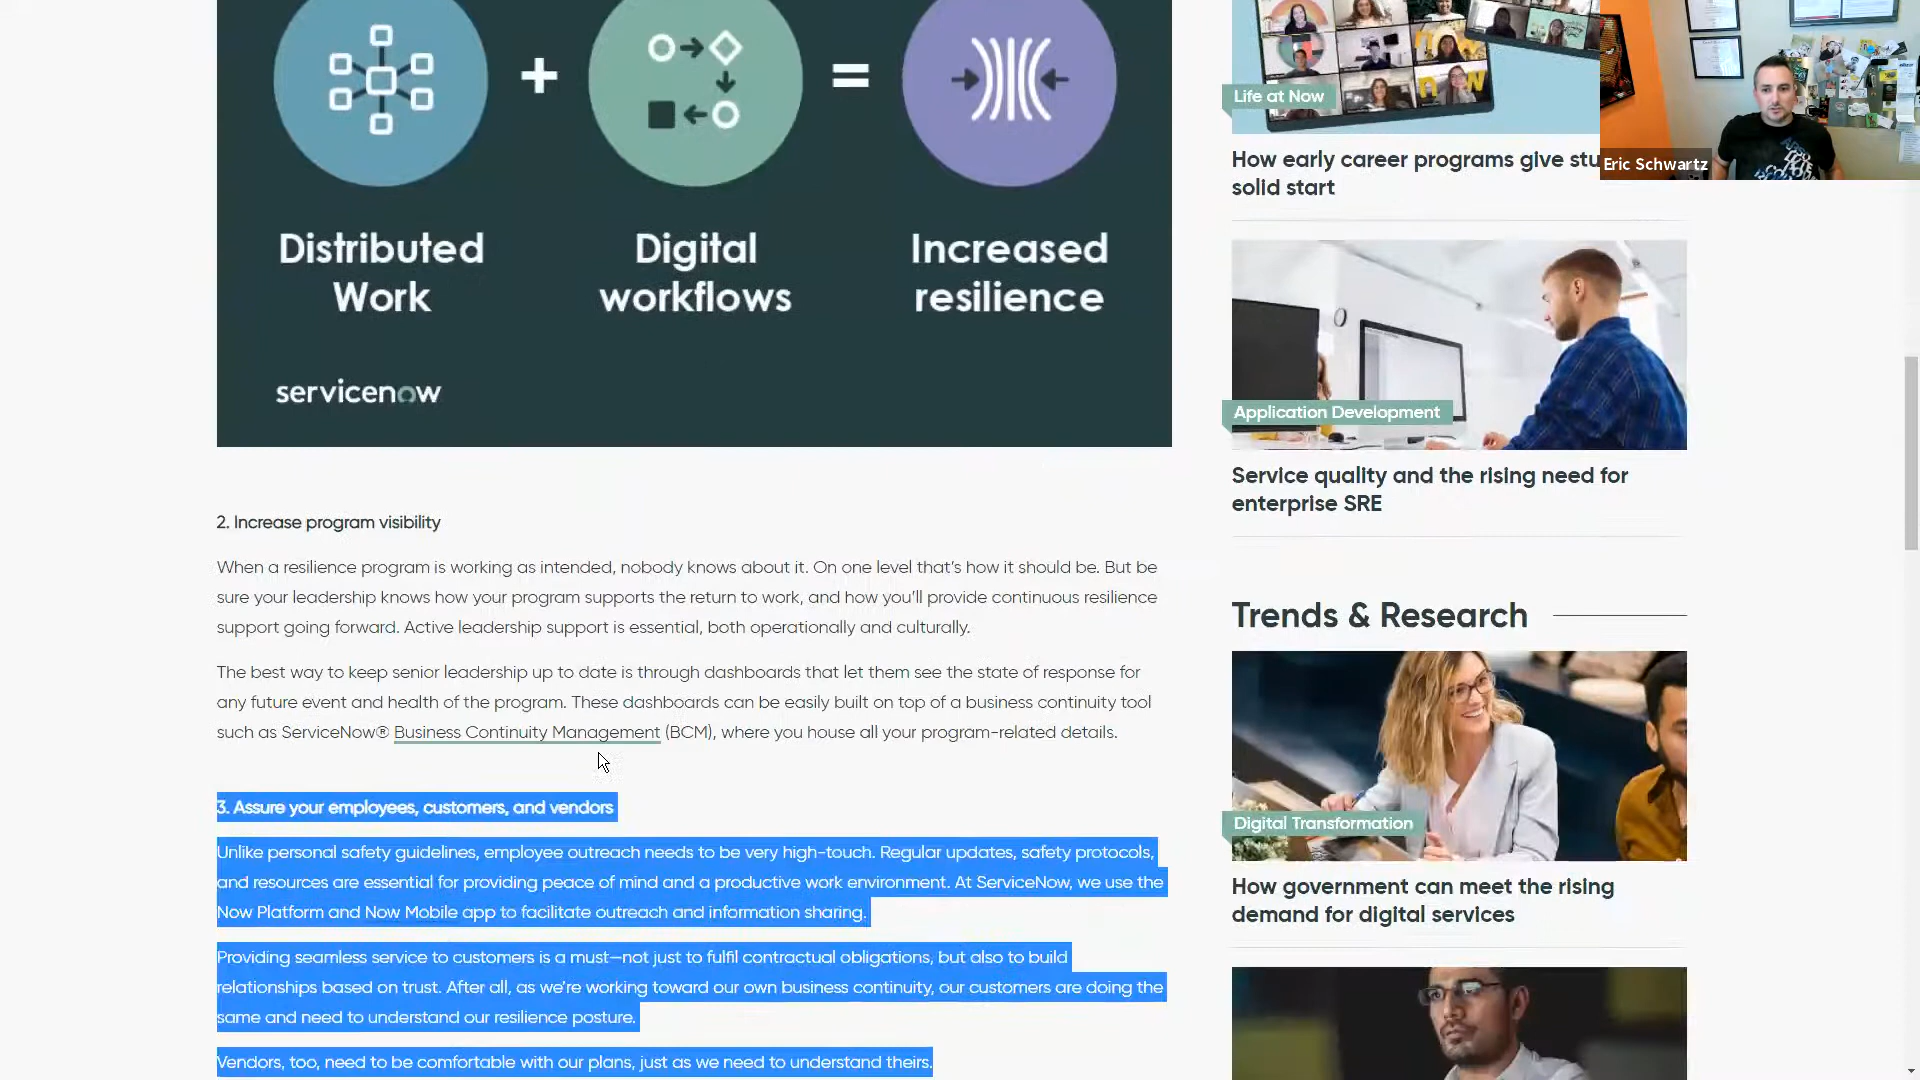 Distributed
Work
+
Digital
workflows
=
Increased
resilience
servicenow
2. Increase program visibility
When a resilience program is working as intended, nobody knows about it. On one level that’s how it should be. But be
sure your leadership knows how your program supports the return to work, and how you’ll provide continuous resilience
support going forward. Active leadership support is essential, both operationally and culturally.
The best way to keep senior leadership up to date is through dashboards that let them see the state of response for
any future event and health of the program. These dashboards can be easily built on top of a business continuity tool
such as ServiceNow® Business Continuity Management (BCM), where you house all your program-related details.
3. Assure your employees, customers, and vendors
Unlike personal safety guidelines, employee outreach needs to be very high-touch. Regular updates, safety protocols,
and resources are essential for providing peace of mind and a productive work environment. At ServiceNow, we use the
Now Platform and Now Mobile app to facilitate outreach and information sharing.
Providing seamless service to customers is a must—not just to fulfil contractual obligations, but also to build
relationships based on trust. After all, as we’re working toward our own business continuity, our customers are doing the
same and need to understand our resilience posture.
Vendors, too, need to be comfortable with our plans, just as we need to understand theirs.
Life at Now
How early career programs give stu
solid start
Application Development
Service quality and the rising need for
enterprise SRE
Trends & Research
Digital Transformation
How government can meet the rising
demand for digital services
Eric Schwartz